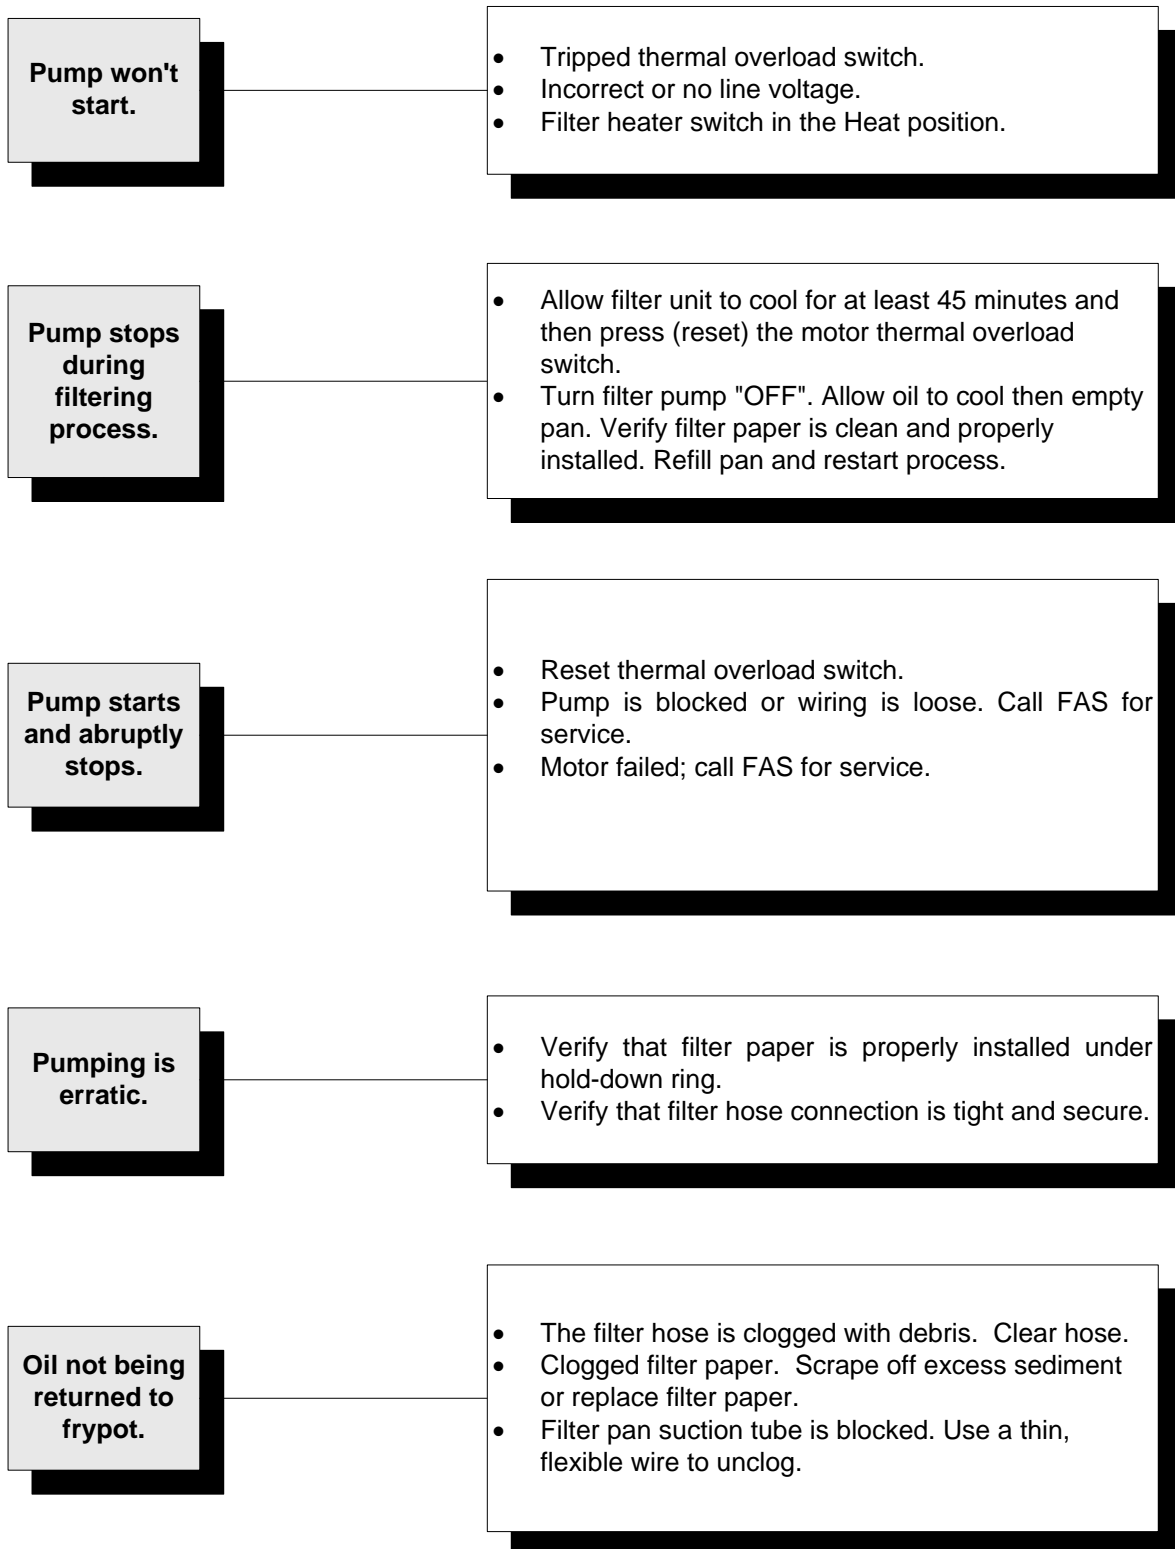 Pump won't
start.
• Tripped thermal overload switch.
• Incorrect or no line voltage.
• Filter heater switch in the Heat position.
Pump stops
during
filtering
process.
• Allow filter unit to cool for at least 45 minutes and
then press (reset) the motor thermal overload
switch.
• Turn filter pump "OFF". Allow oil to cool then empty
pan. Verify filter paper is clean and properly
installed. Refill pan and restart process.
Pump starts
and abruptly
stops.
• Reset thermal overload switch.
• Pump is blocked or wiring is loose. Call FAS for
service.
• Motor failed; call FAS for service.
Pumping is
erratic.
• Verify that filter paper is properly installed under
hold-down ring.
• Verify that filter hose connection is tight and secure.
Oil not being
returned to
frypot.
• The filter hose is clogged with debris.  Clear hose.
• Clogged filter paper.  Scrape off excess sediment
or replace filter paper.
• Filter pan suction tube is blocked. Use a thin,
flexible wire to unclog.